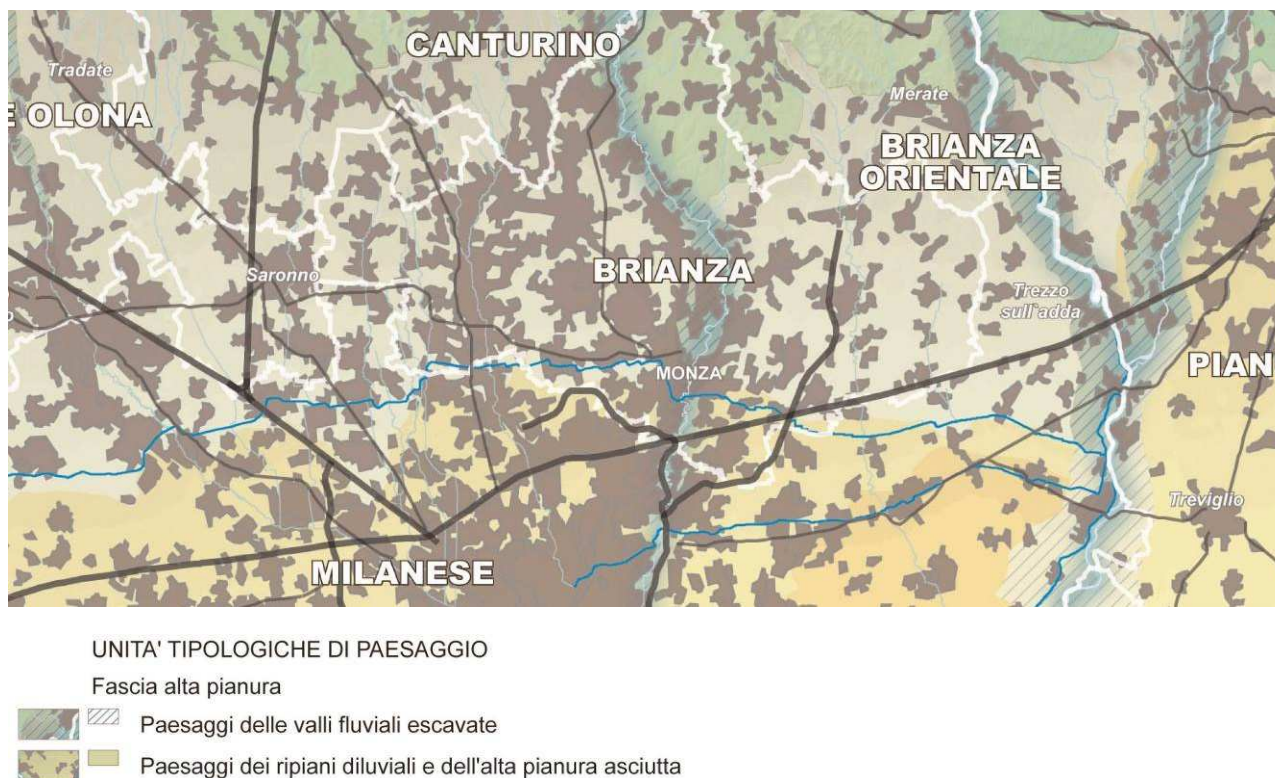 CANTURINO
Tradate
E OLONA
Merate
BRIANZA
ORIENTALE
BRIANZA
Saronno
Trezzo
sull'adda
MONZA
PIAN
Treviglio
MILANESE
UNITA' TIPOLOGICHE DI PAESAGGIO
Fascia alta pianura
Paesaggi delle valli fluviali escavate
Paesaggi dei ripiani diluviali e dell'alta pianura asciutta